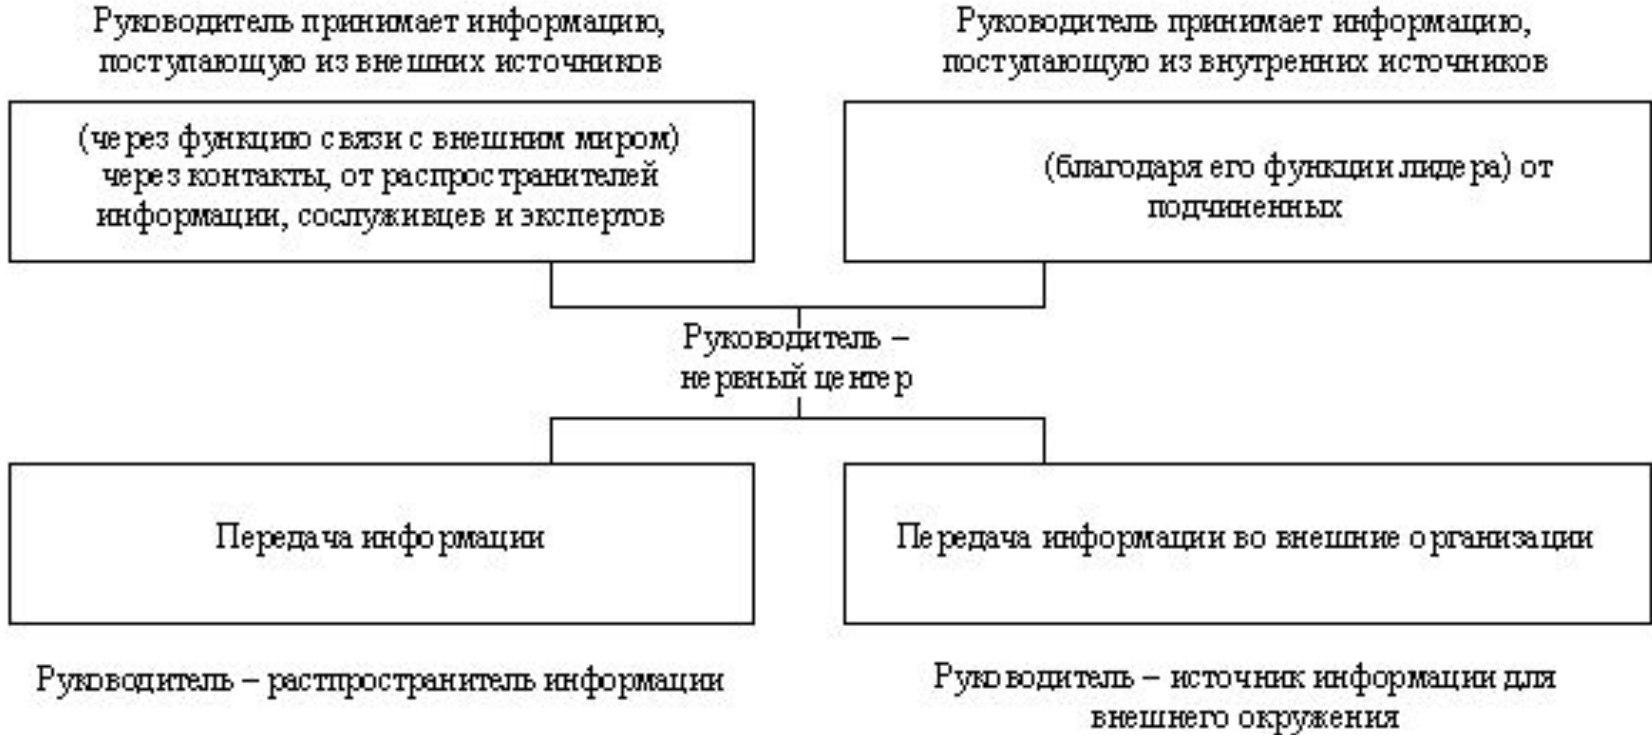 Руководитель принимает информацию,
поступающую из внешних источников
Руководитель принимает информацию,
поступающую из внутренних источников
(через функцию связи с внешним миром)
через контакты, от распространителей
информации, сослуживцев и экспертов
(благодаря его функции лидера) от
подчиненных
Руководитель –
нервный центер
Передача информации
Передача информации во внешние организации
Руководитель – растпространитель информации
Руководитель – источник информации для
внешнего окружения